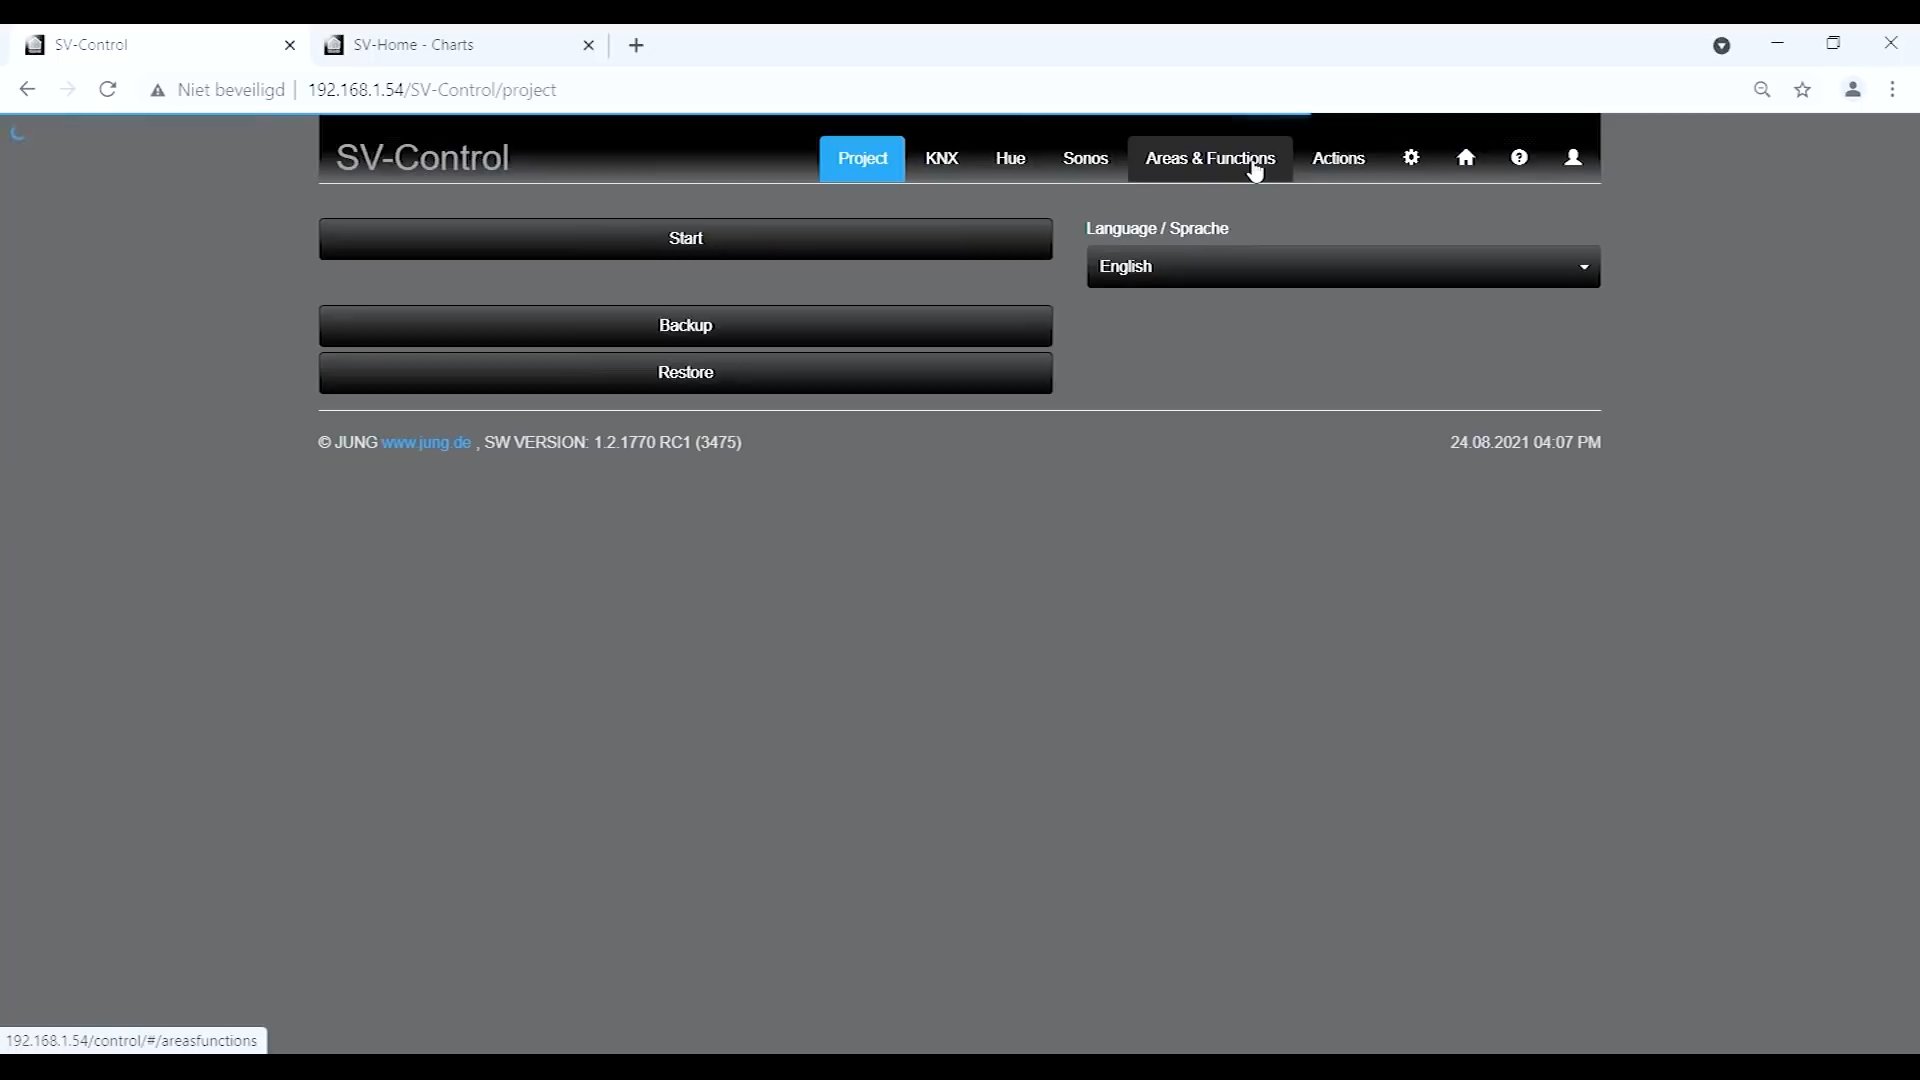 SV-Control
SV-Home - Charts
Niet beveiligd
192.168.1.54/SV-Control/project
SV-Control
Project
KNX
Hue
Sonos
Areas & Functions
Actions
Start
Language / Sprache
English
Backup
Restore
© JUNG www.jung.de , SW VERSION: 1.2.1770 RC1 (3475)
24.08.2021 04:07 PM
192.168.1.54/control/#/areasfunctions